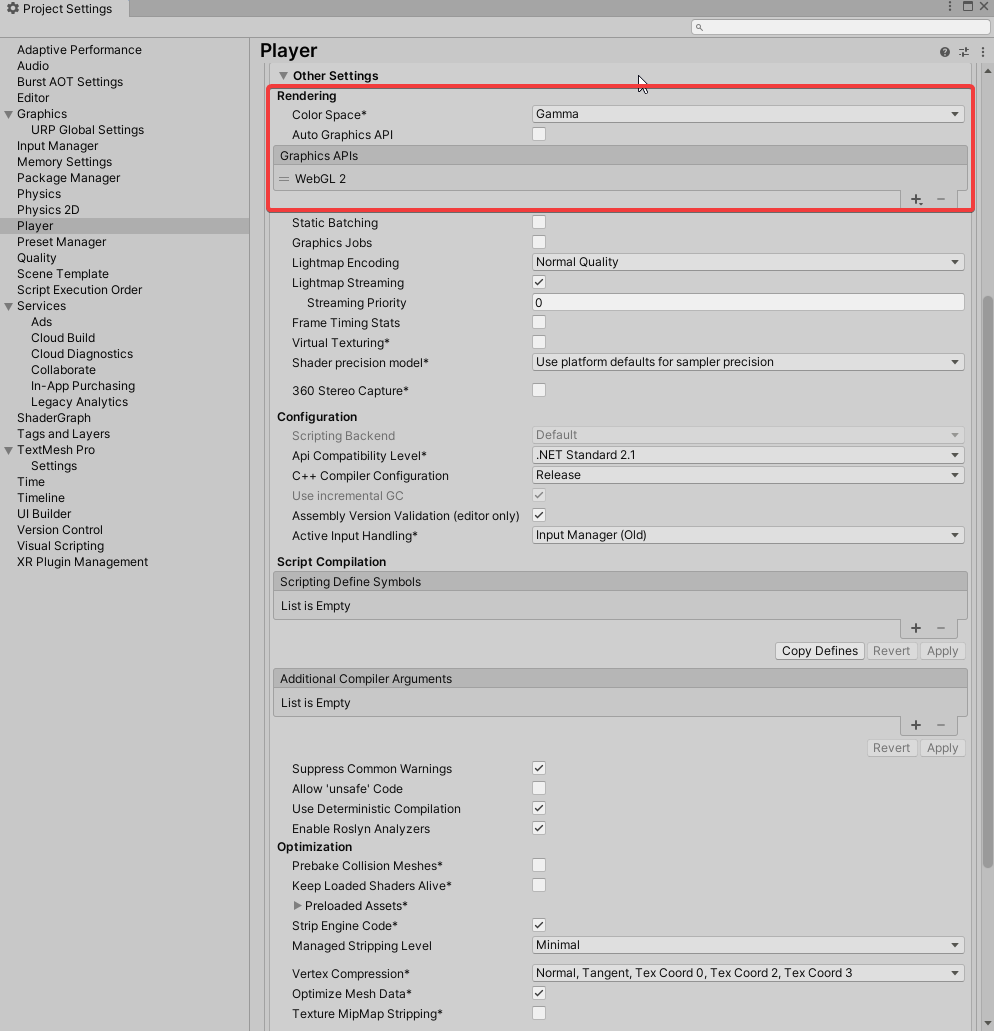 Project Settings
Adaptive Performance
Audio
Burst AOT Settings
Editor
Graphics
URP Global Settings
Input Manager
Memory Settings
Package Manager
Physics
Physics 2D
Player
Preset Manager
Quality
Scene Template
Script Execution Order
Services
Ads
Cloud Build
Cloud Diagnostics
Collaborate
In-App Purchasing
Legacy Analytics
ShaderGraph
Tags and Layers
TextMesh Pro
Settings
Time
Timeline
UI Builder
Version Control
Visual Scripting
XR Plugin Management
Player
Other Settings
Rendering
Color Space* Gamma
Auto Graphics API
Graphics APIs
WebGL 2
Static Batching
Graphics Jobs
Lightmap Encoding Normal Quality
Lightmap Streaming
Streaming Priority 0
Frame Timing Stats
Virtual Texturing*
Shader precision model* Use platform defaults for sampler precision
360 Stereo Capture*
Configuration
Scripting Backend Default
Api Compatibility Level* .NET Standard 2.1
C++ Compiler Configuration Release
Use incremental GC
Assembly Version Validation (editor only)
Active Input Handling* Input Manager (Old)
Script Compilation
Scripting Define Symbols
List is Empty
Copy Defines Revert Apply
Additional Compiler Arguments
List is Empty
Revert Apply
Suppress Common Warnings
Allow 'unsafe' Code
Use Deterministic Compilation
Enable Roslyn Analyzers
Optimization
Prebake Collision Meshes*
Keep Loaded Shaders Alive*
Preloaded Assets*
Strip Engine Code*
Managed Stripping Level Minimal
Vertex Compression* Normal, Tangent, Tex Coord 0, Tex Coord 2, Tex Coord 3
Optimize Mesh Data*
Texture MipMap Stripping*